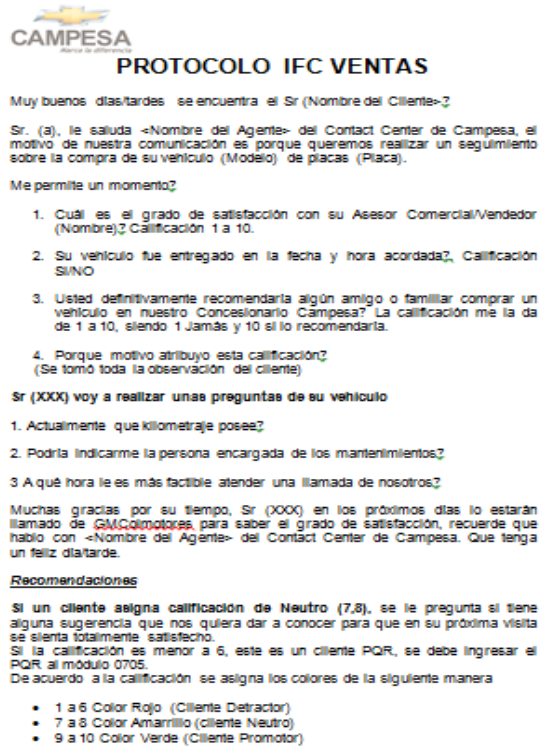 CAMPESA
Marca la diferencia
PROTOCOLO IFC VENTAS
Muy buenos dias/tardes se encuentra el Sr (Nombre del Cliente>?
Sr. (a), le saluda <Nombre del Agente> del Contact Center de Campesa, el
motivo de nuestra comunicación es porque queremos realizar un seguimiento
sobre la compra de su vehículo (Modelo) de placas (Placa).
Me permite un momento?
1. Cuál es el grado de satisfacción con su Asesor Comercial/Vendedor
(Nombre)? Calificación 1 a 10.
2. Su vehículo fue entregado en la fecha y hora acordada?, Calificación
SI/NO
3. Usted definitivamente recomendaría algún amigo o familiar comprar un
vehículo en nuestro Concesionario Campesa? La calificación me la da
de 1 a 10, siendo 1 Jamás y 10 si lo recomendaría.
4. Porque motivo atribuyo esta calificación?
(Se tomó toda la observación del cliente)
Sr (XXX) voy a realizar unas preguntas de su vehículo
1. Actualmente que kilometraje posee?
2. Podría indicarme la persona encargada de los mantenimientos?
3 A qué hora le es más factible atender una llamada de nosotros?
Muchas gracias por su tiempo, Sr (XXX) en los próximos días lo estarán
llamado de GMColmotores para saber el grado de satisfacción, recuerde que
hablo con <Nombre del Agente> del Contact Center de Campesa. Que tenga
un feliz día/tarde.
Recomendaciones
Si un cliente asigna calificación de Neutro (7,8), se le pregunta si tiene
alguna sugerencia que nos quiera dar a conocer para que en su próxima visita
se sienta totalmente satisfecho.
Si la calificación es menor a 6, este es un cliente PQR, se debe ingresar el
PQR al módulo 0705.
De acuerdo a la calificación se asigna los colores de la siguiente manera
• 1 a 6 Color Rojo (Cliente Detractor)
• 7 a 8 Color Amarrillo (cliente Neutro)
• 9 a 10 Color Verde (Cliente Promotor)